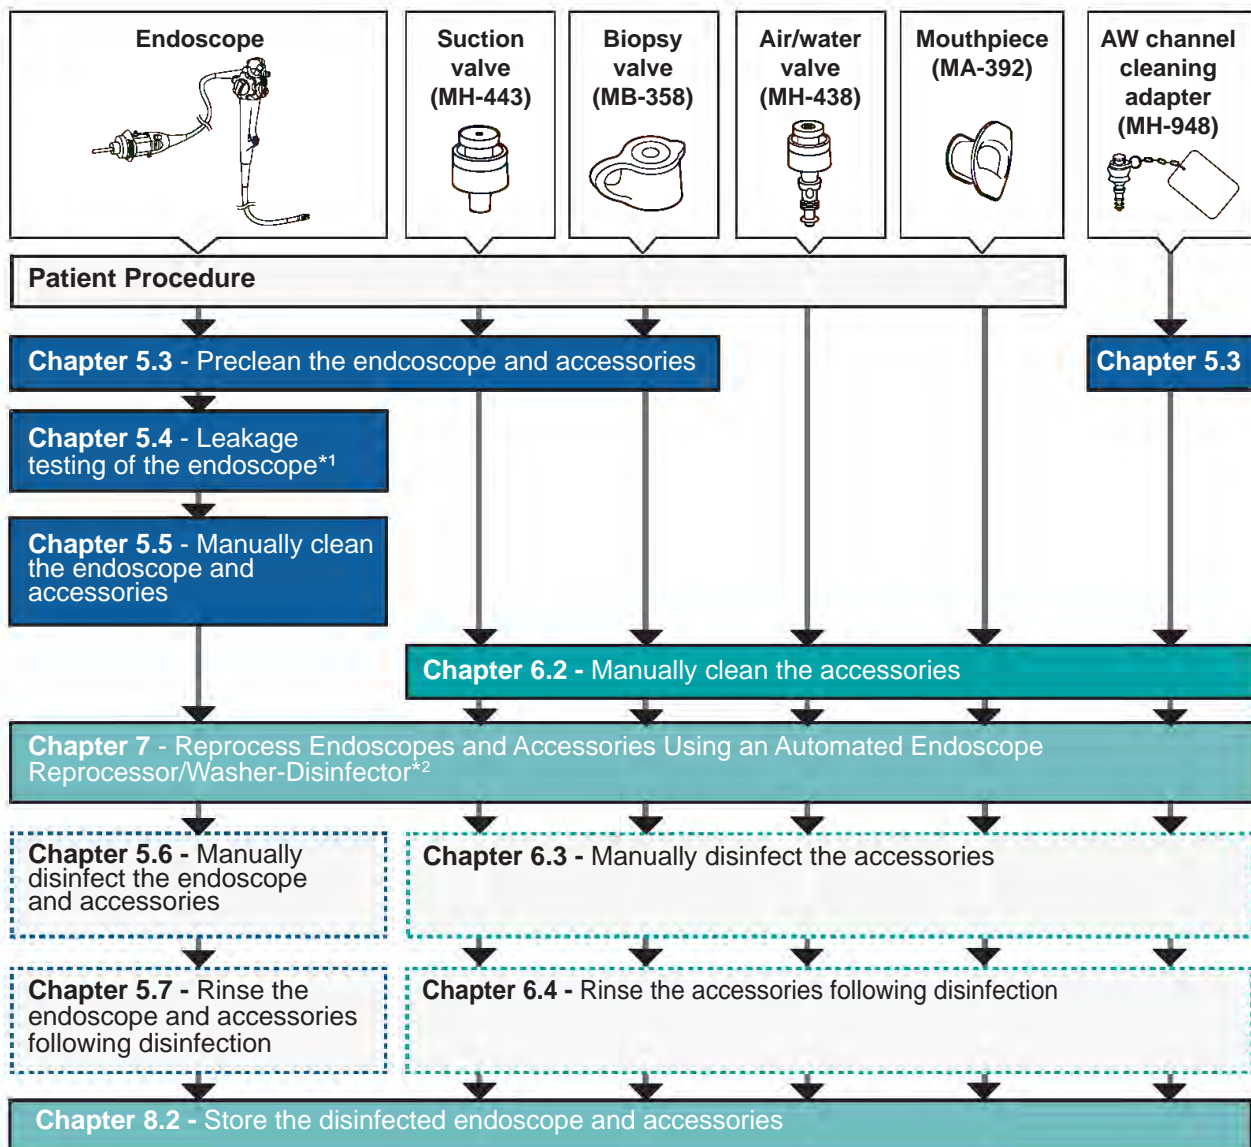 Endoscope
Suction
valve
(MH-443)
Biopsy
valve
(MB-358)
Air/water
valve
(MH-438)
Mouthpiece
(MA-392)
AW channel
cleaning
adapter
(MH-948)
Patient Procedure
Chapter 5.3 - Preclean the endcoscope and accessories
Chapter 5.3
Chapter 5.4 - Leakage
testing of the endoscope*1
Chapter 5.5 - Manually clean
the endoscope and
accessories
Chapter 6.2 - Manually clean the accessories
Chapter 7 - Reprocess Endoscopes and Accessories Using an Automated Endoscope
Reprocessor/Washer-Disinfector*2
Chapter 5.6 - Manually
disinfect the endoscope
and accessories
Chapter 6.3 - Manually disinfect the accessories
Chapter 5.7 - Rinse the
endoscope and accessories
following disinfection
Chapter 6.4 - Rinse the accessories following disinfection
Chapter 8.2 - Store the disinfected endoscope and accessories